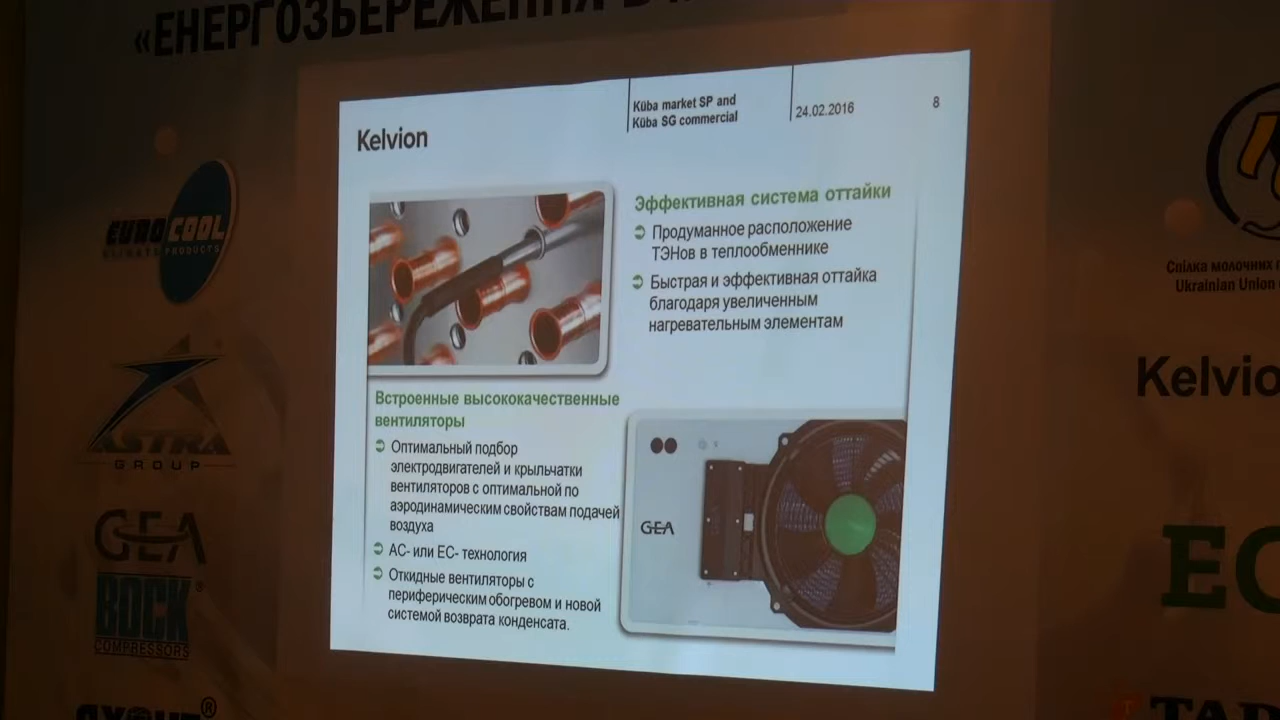 «ЕНЕРГОЗБЕРЕЖЕННЯ В
Kelvion
Küba market SP and
Küba SG commercial
24.02.2016
8
Эффективная система оттайки
Продуманное расположение
ТЭНов в теплообменнике
Быстрая и эффективная оттайка
благодаря увеличенным
нагревательным элементам
Встроенные высококачественные
вентиляторы
Оптимальный подбор
электродвигателей и крыльчатки
вентиляторов с оптимальной по
аэродинамическим свойствам подачей
воздуха
АС- или ЕС- технология
Откидные вентиляторы с
периферическим обогревом и новой
системой возврата конденсата.
GEA
EUROCOOL
CLIMATE PRODUCTS
ASTRA
GROUP
GEA
BOCK®
COMPRESSORS
Спілка молочних
Ukrainian Union
Kelvio